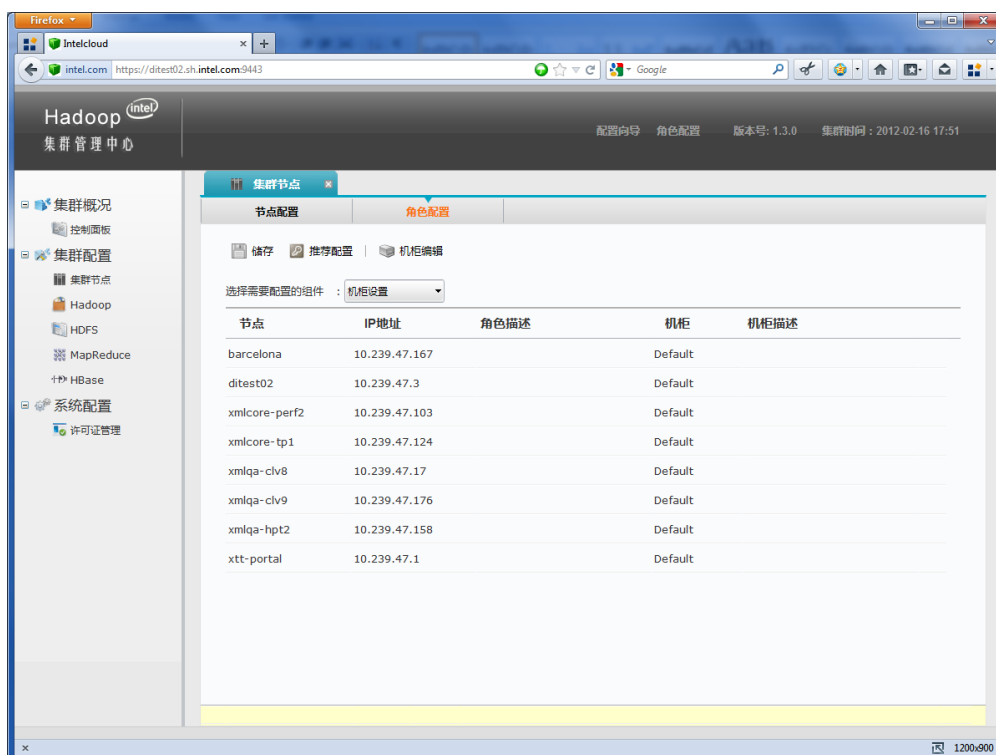 Firefox
Intelcloud
intel.com https://ditest02.sh.intel.com:9443
Google
Hadoop (intel)
集群管理中心
配置向导 角色配置 版本号: 1.3.0 集群时间：2012-02-16 17:51
集群概况
控制面板
集群配置
集群节点
Hadoop
HDFS
MapReduce
HBase
系统配置
许可证管理
集群节点
节点配置 角色配置
储存 推荐配置 机柜编辑
选择需要配置的组件 : 机柜设置
节点 IP地址 角色描述 机柜 机柜描述
barcelona 10.239.47.167 Default
ditest02 10.239.47.3 Default
xmlcore-perf2 10.239.47.103 Default
xmlcore-tp1 10.239.47.124 Default
xmlqa-clv8 10.239.47.17 Default
xmlqa-clv9 10.239.47.176 Default
xmlqa-hpt2 10.239.47.158 Default
xtt-portal 10.239.47.1 Default
1200x900